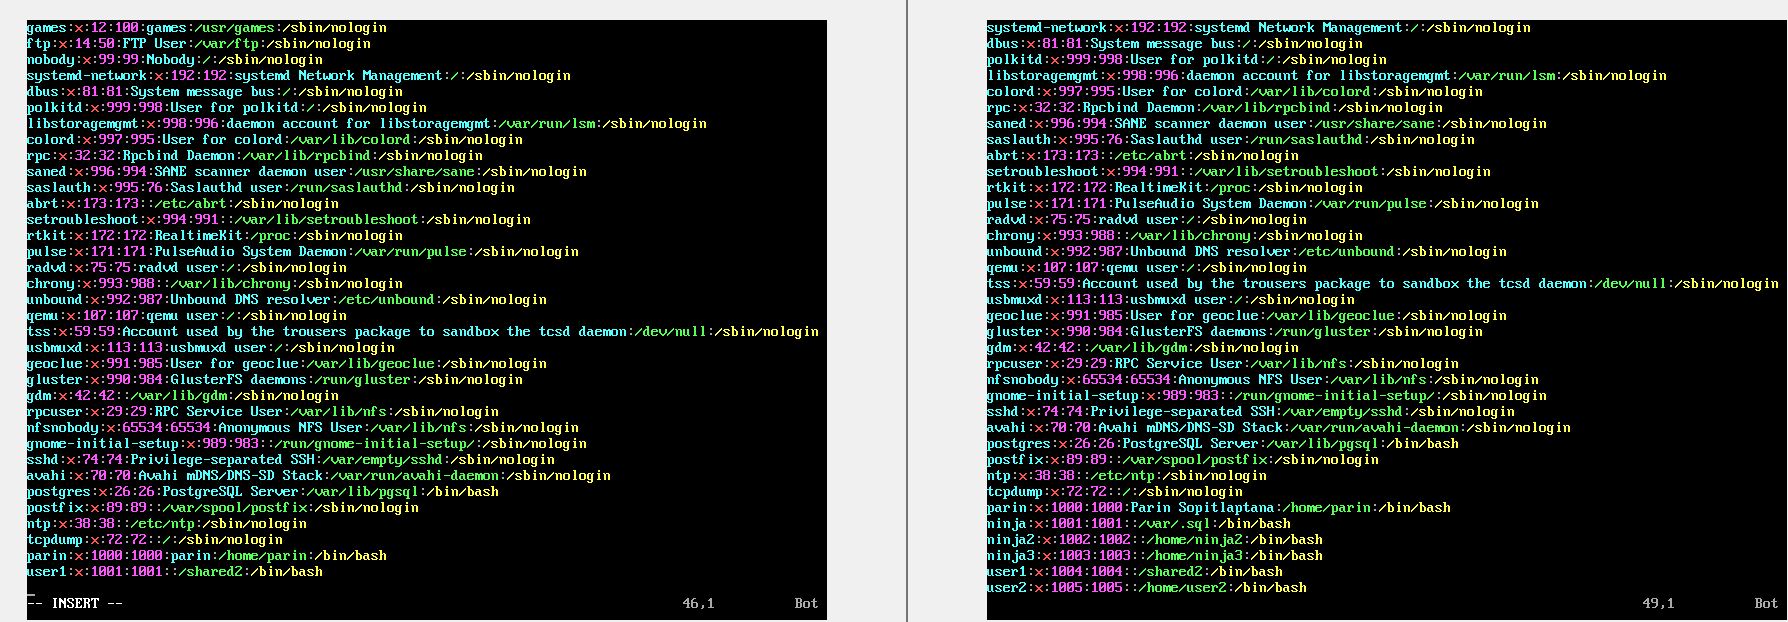 games:x:12:100:games:/usr/games:/sbin/nologin
ftp:x:14:50:FTP User:/var/ftp:/sbin/nologin
nobody:x:99:99:Nobody:/:/sbin/nologin
systemd-network:x:192:192:systemd Network Management:/:/sbin/nologin
dbus:x:81:81:System message bus:/:/sbin/nologin
polkitd:x:999:998:User for polkitd:/:/sbin/nologin
libstoragemgmt:x:998:996:daemon account for libstoragemgmt:/var/run/lsm:/sbin/nologin
colord:x:997:995:User for colord:/var/lib/colord:/sbin/nologin
rpc:x:32:32:Rpcbind Daemon:/var/lib/rpcbind:/sbin/nologin
saned:x:996:994:SANE scanner daemon user:/usr/share/sane:/sbin/nologin
saslauth:x:995:76:Saslauthd user:/run/saslauthd:/sbin/nologin
abrt:x:173:173::/etc/abrt:/sbin/nologin
setroubleshoot:x:994:991::/var/lib/setroubleshoot:/sbin/nologin
rtkit:x:172:172:RealtimeKit:/proc:/sbin/nologin
pulse:x:171:171:PulseAudio System Daemon:/var/run/pulse:/sbin/nologin
radvd:x:75:75:radvd user:/:/sbin/nologin
chrony:x:993:988::/var/lib/chrony:/sbin/nologin
unbound:x:992:987:Unbound DNS resolver:/etc/unbound:/sbin/nologin
qemu:x:107:107:qemu user:/:/sbin/nologin
tss:x:59:59:Account used by the trousers package to sandbox the tcsd daemon:/dev/null:/sbin/nologin
usbmuxd:x:113:113:usbmuxd user:/:/sbin/nologin
geoclue:x:991:985:User for geoclue:/var/lib/geoclue:/sbin/nologin
gluster:x:990:984:GlusterFS daemons:/run/gluster:/sbin/nologin
gdm:x:42:42::/var/lib/gdm:/sbin/nologin
rpcuser:x:29:29:RPC Service User:/var/lib/nfs:/sbin/nologin
nfsnobody:x:65534:65534:Anonymous NFS User:/var/lib/nfs:/sbin/nologin
gnome-initial-setup:x:989:983::/run/gnome-initial-setup/:/sbin/nologin
sshd:x:74:74:Privilege-separated SSH:/var/empty/sshd:/sbin/nologin
avahi:x:70:70:Avahi mDNS/DNS-SD Stack:/var/run/avahi-daemon:/sbin/nologin
postgres:x:26:26:PostgreSQL Server:/var/lib/pgsql:/bin/bash
postfix:x:89:89::/var/spool/postfix:/sbin/nologin
ntp:x:38:38::/etc/ntp:/sbin/nologin
tcpdump:x:72:72::/:/sbin/nologin
parin:x:1000:1000:parin:/home/parin:/bin/bash
user1:x:1001:1001::/shared2:/bin/bash
-- INSERT -- 46,1 Bot
systemd-network:x:192:192:systemd Network Management:/:/sbin/nologin
dbus:x:81:81:System message bus:/:/sbin/nologin
polkitd:x:999:998:User for polkitd:/:/sbin/nologin
libstoragemgmt:x:998:996:daemon account for libstoragemgmt:/var/run/lsm:/sbin/nologin
colord:x:997:995:User for colord:/var/lib/colord:/sbin/nologin
rpc:x:32:32:Rpcbind Daemon:/var/lib/rpcbind:/sbin/nologin
saned:x:996:994:SANE scanner daemon user:/usr/share/sane:/sbin/nologin
saslauth:x:995:76:Saslauthd user:/run/saslauthd:/sbin/nologin
abrt:x:173:173::/etc/abrt:/sbin/nologin
setroubleshoot:x:994:991::/var/lib/setroubleshoot:/sbin/nologin
rtkit:x:172:172:RealtimeKit:/proc:/sbin/nologin
pulse:x:171:171:PulseAudio System Daemon:/var/run/pulse:/sbin/nologin
radvd:x:75:75:radvd user:/:/sbin/nologin
chrony:x:993:988::/var/lib/chrony:/sbin/nologin
unbound:x:992:987:Unbound DNS resolver:/etc/unbound:/sbin/nologin
qemu:x:107:107:qemu user:/:/sbin/nologin
tss:x:59:59:Account used by the trousers package to sandbox the tcsd daemon:/dev/null:/sbin/nologin
usbmuxd:x:113:113:usbmuxd user:/:/sbin/nologin
geoclue:x:991:985:User for geoclue:/var/lib/geoclue:/sbin/nologin
gluster:x:990:984:GlusterFS daemons:/run/gluster:/sbin/nologin
gdm:x:42:42::/var/lib/gdm:/sbin/nologin
rpcuser:x:29:29:RPC Service User:/var/lib/nfs:/sbin/nologin
nfsnobody:x:65534:65534:Anonymous NFS User:/var/lib/nfs:/sbin/nologin
gnome-initial-setup:x:989:983::/run/gnome-initial-setup/:/sbin/nologin
sshd:x:74:74:Privilege-separated SSH:/var/empty/sshd:/sbin/nologin
avahi:x:70:70:Avahi mDNS/DNS-SD Stack:/var/run/avahi-daemon:/sbin/nologin
postgres:x:26:26:PostgreSQL Server:/var/lib/pgsql:/bin/bash
postfix:x:89:89::/var/spool/postfix:/sbin/nologin
ntp:x:38:38::/etc/ntp:/sbin/nologin
tcpdump:x:72:72::/:/sbin/nologin
parin:x:1000:1000:Parin Sopitlaptana:/home/parin:/bin/bash
ninja:x:1001:1001::/var/.sql:/bin/bash
ninja2:x:1002:1002::/home/ninja2:/bin/bash
ninja3:x:1003:1003::/home/ninja3:/bin/bash
user1:x:1004:1004::/shared2:/bin/bash
user2:x:1005:1005::/home/user2:/bin/bash
49,1 Bot